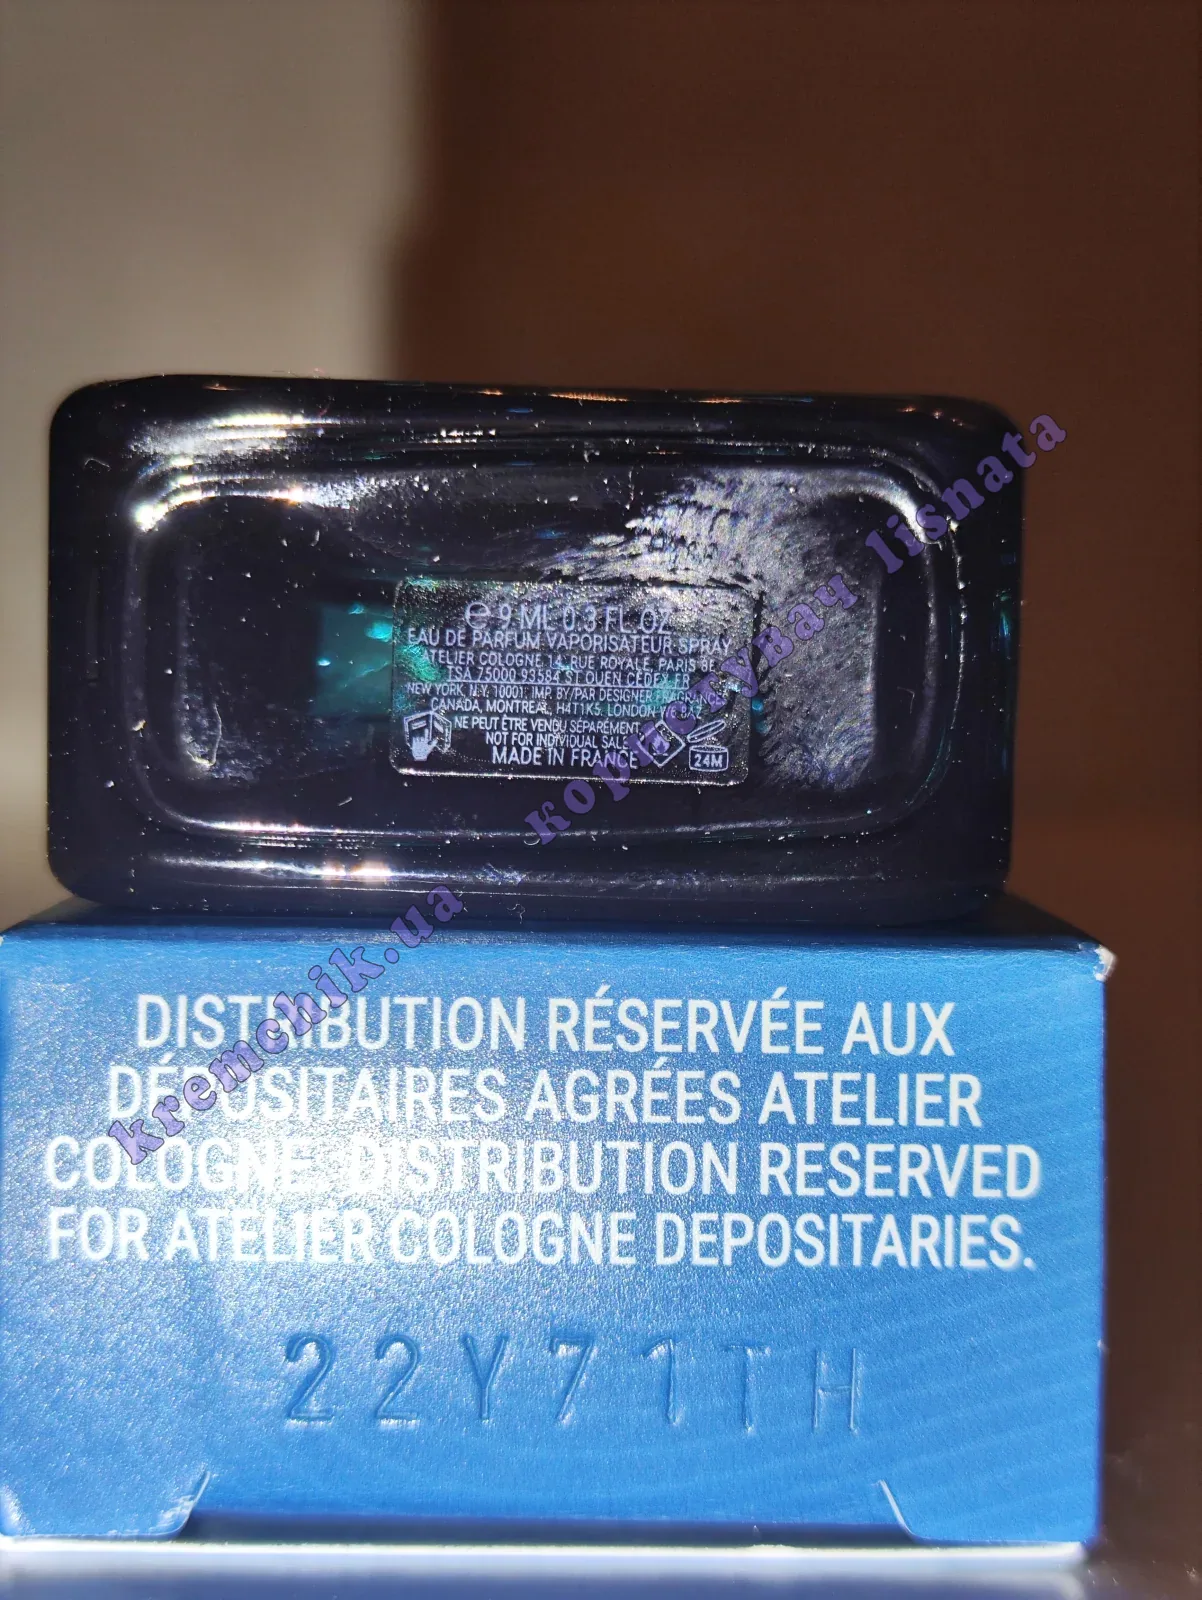 ℮ 9 ML 0.3 FL.OZ
EAU DE PARFUM VAPORISATEUR SPRAY
ATELIER COLOGNE 14, RUE ROYALE, PARIS 8E
TSA 75000 93584 ST OUEN CEDEX FR
NEW YORK, N.Y. 10001. IMP. BY/PAR DESIGNER FRAGRANCES
CANADA, MONTREAL, H4T1K5. LONDON W6 8AZ
NE PEUT ÊTRE VENDU SÉPARÉMENT
NOT FOR INDIVIDUAL SALE
MADE IN FRANCE
24M
DISTRIBUTION RÉSERVÉE AUX
DÉPOSITAIRES AGRÉES ATELIER
COLOGNE. DISTRIBUTION RESERVED
FOR ATELIER COLOGNE DEPOSITARIES.
22Y71TH
kremchik.ua користувач lisnata